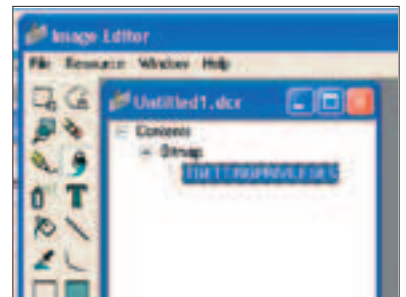 Image Editor
File Resource Window Help
Untitled1.dcr
Contents
Bitmap